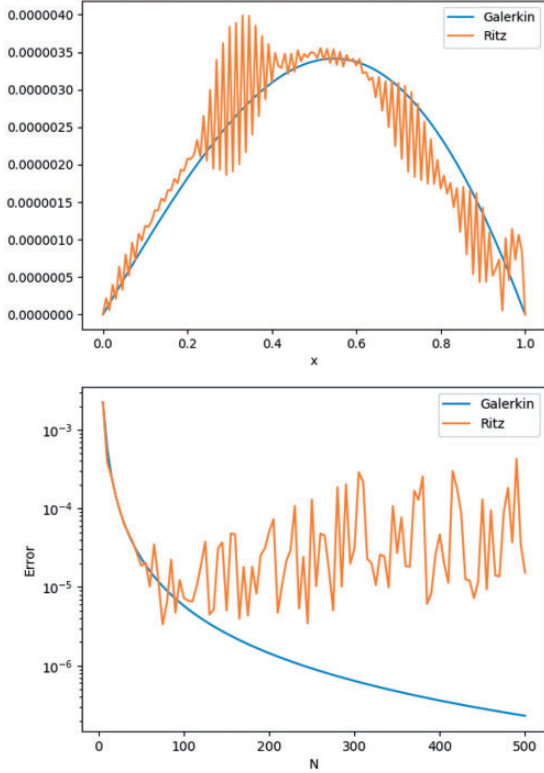 0.0000040
0.0000035
0.0000030
0.0000025
0.0000020
0.0000015
0.0000010
0.0000005
0.0000000
Galerkin
Ritz
0.0 0.2 0.4 0.6 0.8 1.0
x
Galerkin
Ritz
10⁻³
10⁻⁴
10⁻⁵
10⁻⁶
Error
0 100 200 300 400 500
N